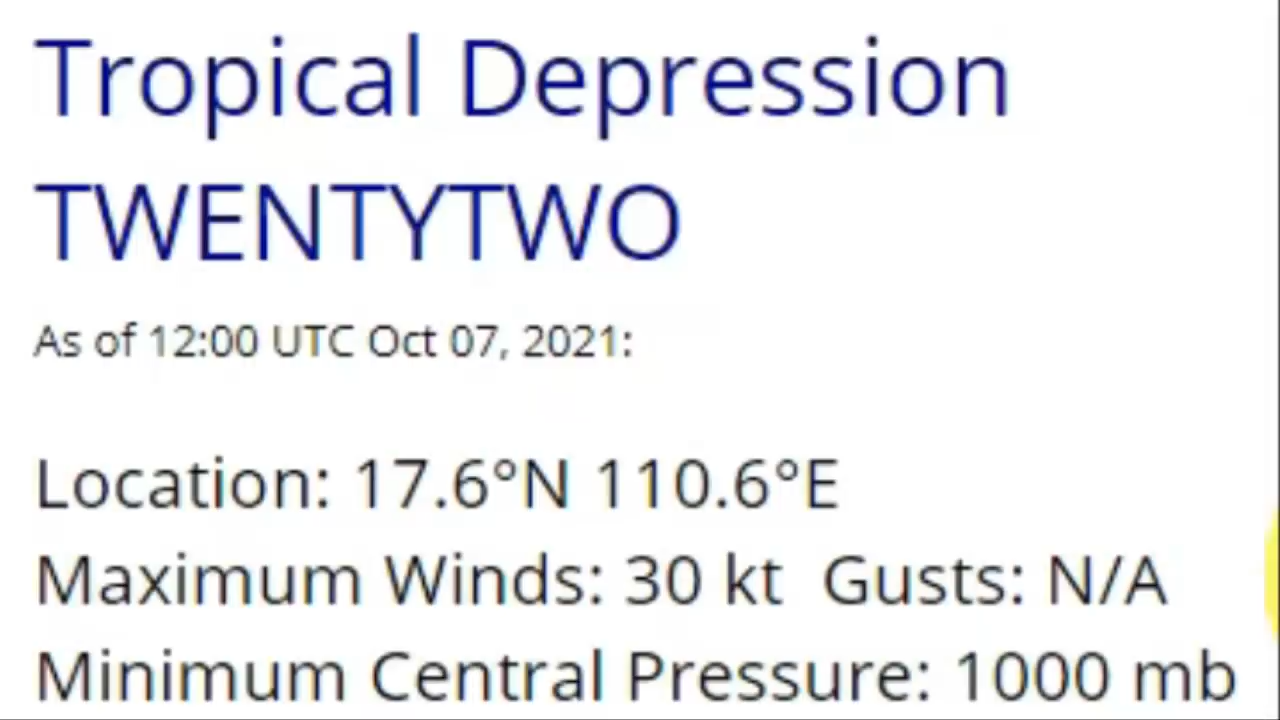 Tropical Depression
TWENTYTWO
As of 12:00 UTC Oct 07, 2021:
Location: 17.6°N 110.6°E
Maximum Winds: 30 kt  Gusts: N/A
Minimum Central Pressure: 1000 mb